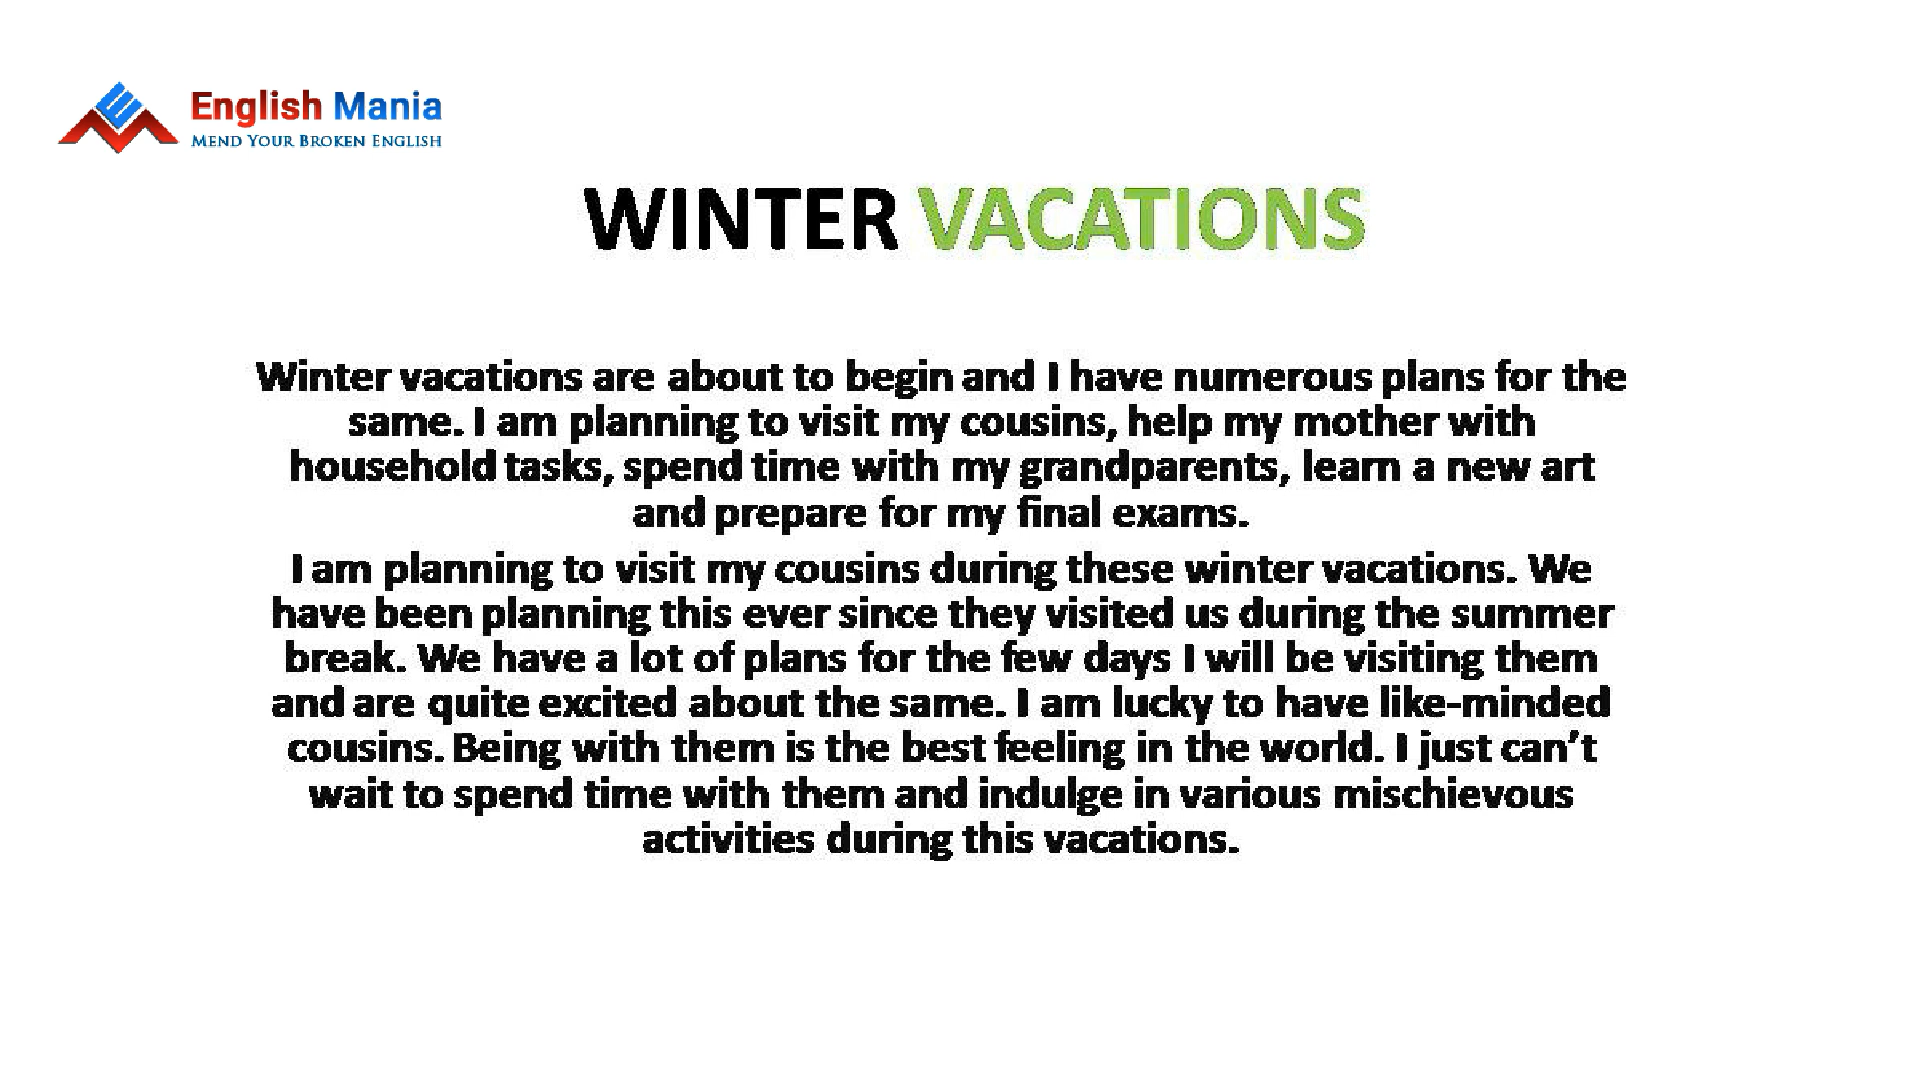 English Mania
MEND YOUR BROKEN ENGLISH
WINTER VACATIONS
Winter vacations are about to begin and I have numerous plans for the
same. I am planning to visit my cousins, help my mother with
household tasks, spend time with my grandparents, learn a new art
and prepare for my final exams.
I am planning to visit my cousins during these winter vacations. We
have been planning this ever since they visited us during the summer
break. We have a lot of plans for the few days I will be visiting them
and are quite excited about the same. I am lucky to have like-minded
cousins. Being with them is the best feeling in the world. I just can’t
wait to spend time with them and indulge in various mischievous
activities during this vacations.